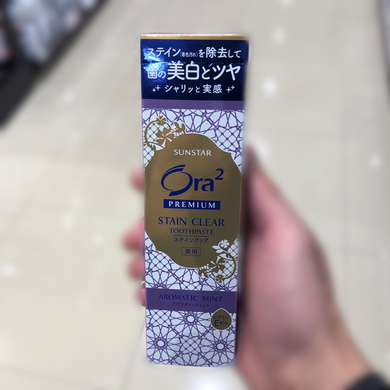 ステイン(着色汚れ)を除去して
歯の美白とツヤ
シャリッと実感
SUNSTAR
Ora²
PREMIUM
STAIN CLEAR
TOOTHPASTE
ステインクリア
薬用
AROMATIC MINT